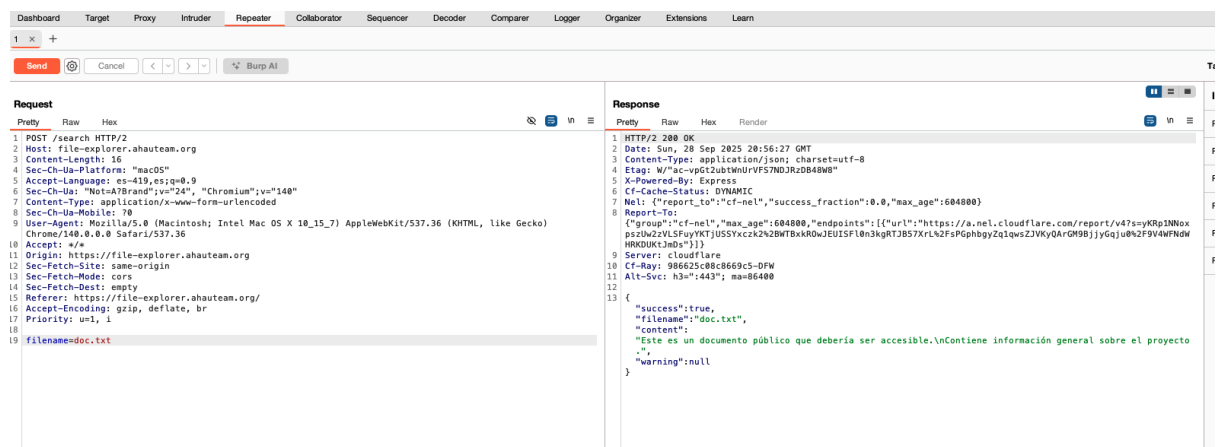 Dashboard Target Proxy Intruder Repeater Collaborator Sequencer Decoder Comparer Logger Organizer Extensions Learn
1 × +
Send Cancel < > Burp AI
Request
Pretty Raw Hex \n
1 POST /search HTTP/2
2 Host: file-explorer.ahauteam.org
3 Content-Length: 16
4 Sec-Ch-Ua-Platform: "macOS"
5 Accept-Language: es-419,es;q=0.9
6 Sec-Ch-Ua: "Not=A?Brand";v="24", "Chromium";v="140"
7 Content-Type: application/x-www-form-urlencoded
8 Sec-Ch-Ua-Mobile: ?0
9 User-Agent: Mozilla/5.0 (Macintosh; Intel Mac OS X 10_15_7) AppleWebKit/537.36 (KHTML, like Gecko)
Chrome/140.0.0.0 Safari/537.36
10 Accept: */*
11 Origin: https://file-explorer.ahauteam.org
12 Sec-Fetch-Site: same-origin
13 Sec-Fetch-Mode: cors
14 Sec-Fetch-Dest: empty
15 Referer: https://file-explorer.ahauteam.org/
16 Accept-Encoding: gzip, deflate, br
17 Priority: u=1, i
18
19 filename=doc.txt
Response
Pretty Raw Hex Render \n
1 HTTP/2 200 OK
2 Date: Sun, 28 Sep 2025 20:56:27 GMT
3 Content-Type: application/json; charset=utf-8
4 Etag: W/"ac-vpGt2ubtWnUrVFS7NDJRzDB48W8"
5 X-Powered-By: Express
6 Cf-Cache-Status: DYNAMIC
7 Nel: {"report_to":"cf-nel","success_fraction":0.0,"max_age":604800}
8 Report-To:
{"group":"cf-nel","max_age":604800,"endpoints":[{"url":"https://a.nel.cloudflare.com/report/v4?s=yKRp1NNox
pszUw2zVLSFuyYKTjUSSYxczk2%2BWTBxkROwJEUISFl0n3kgRTJB57XrL%2FsPGphbgyZq1qwsZJVKyQArGM9BjjyGqju0%2F9V4WFNdW
HRKDUKtJmDs"}]}
9 Server: cloudflare
10 Cf-Ray: 986625c08c8669c5-DFW
11 Alt-Svc: h3=":443"; ma=86400
12
13 {
"success":true,
"filename":"doc.txt",
"content":
"Este es un documento público que debería ser accesible.\nContiene información general sobre el proyecto
.",
"warning":null
}